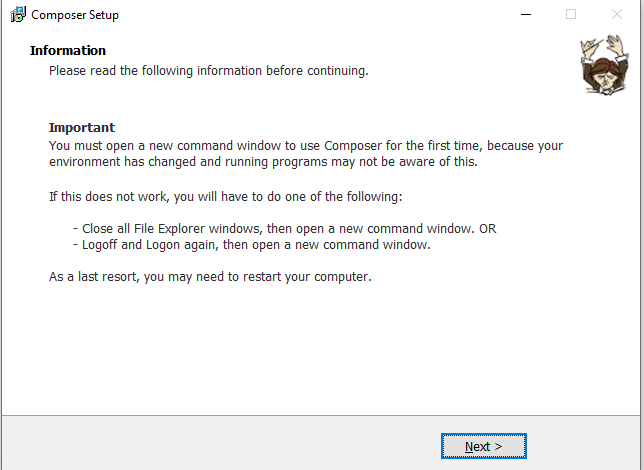 Composer Setup
Information
Please read the following information before continuing.
Important
You must open a new command window to use Composer for the first time, because your
environment has changed and running programs may not be aware of this.
If this does not work, you will have to do one of the following:
- Close all File Explorer windows, then open a new command window. OR
- Logoff and Logon again, then open a new command window.
As a last resort, you may need to restart your computer.
Next >